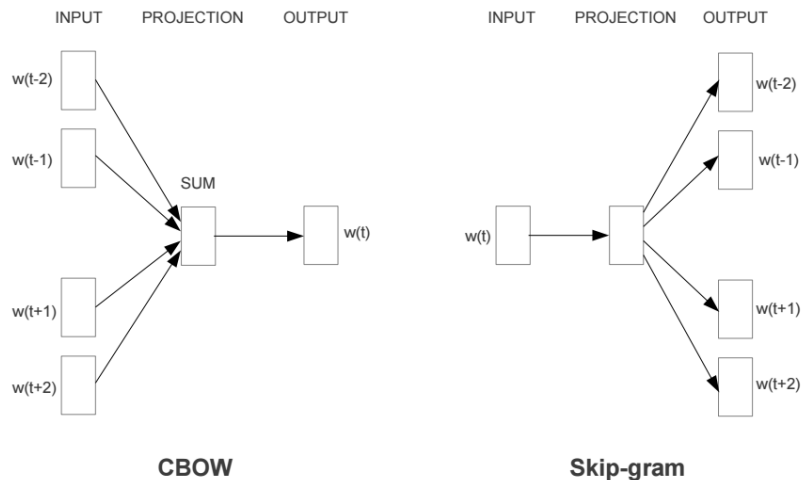 INPUT PROJECTION OUTPUT
w(t-2)
w(t-1)
SUM
w(t)
w(t+1)
w(t+2)
CBOW
INPUT PROJECTION OUTPUT
w(t-2)
w(t-1)
w(t)
w(t+1)
w(t+2)
Skip-gram